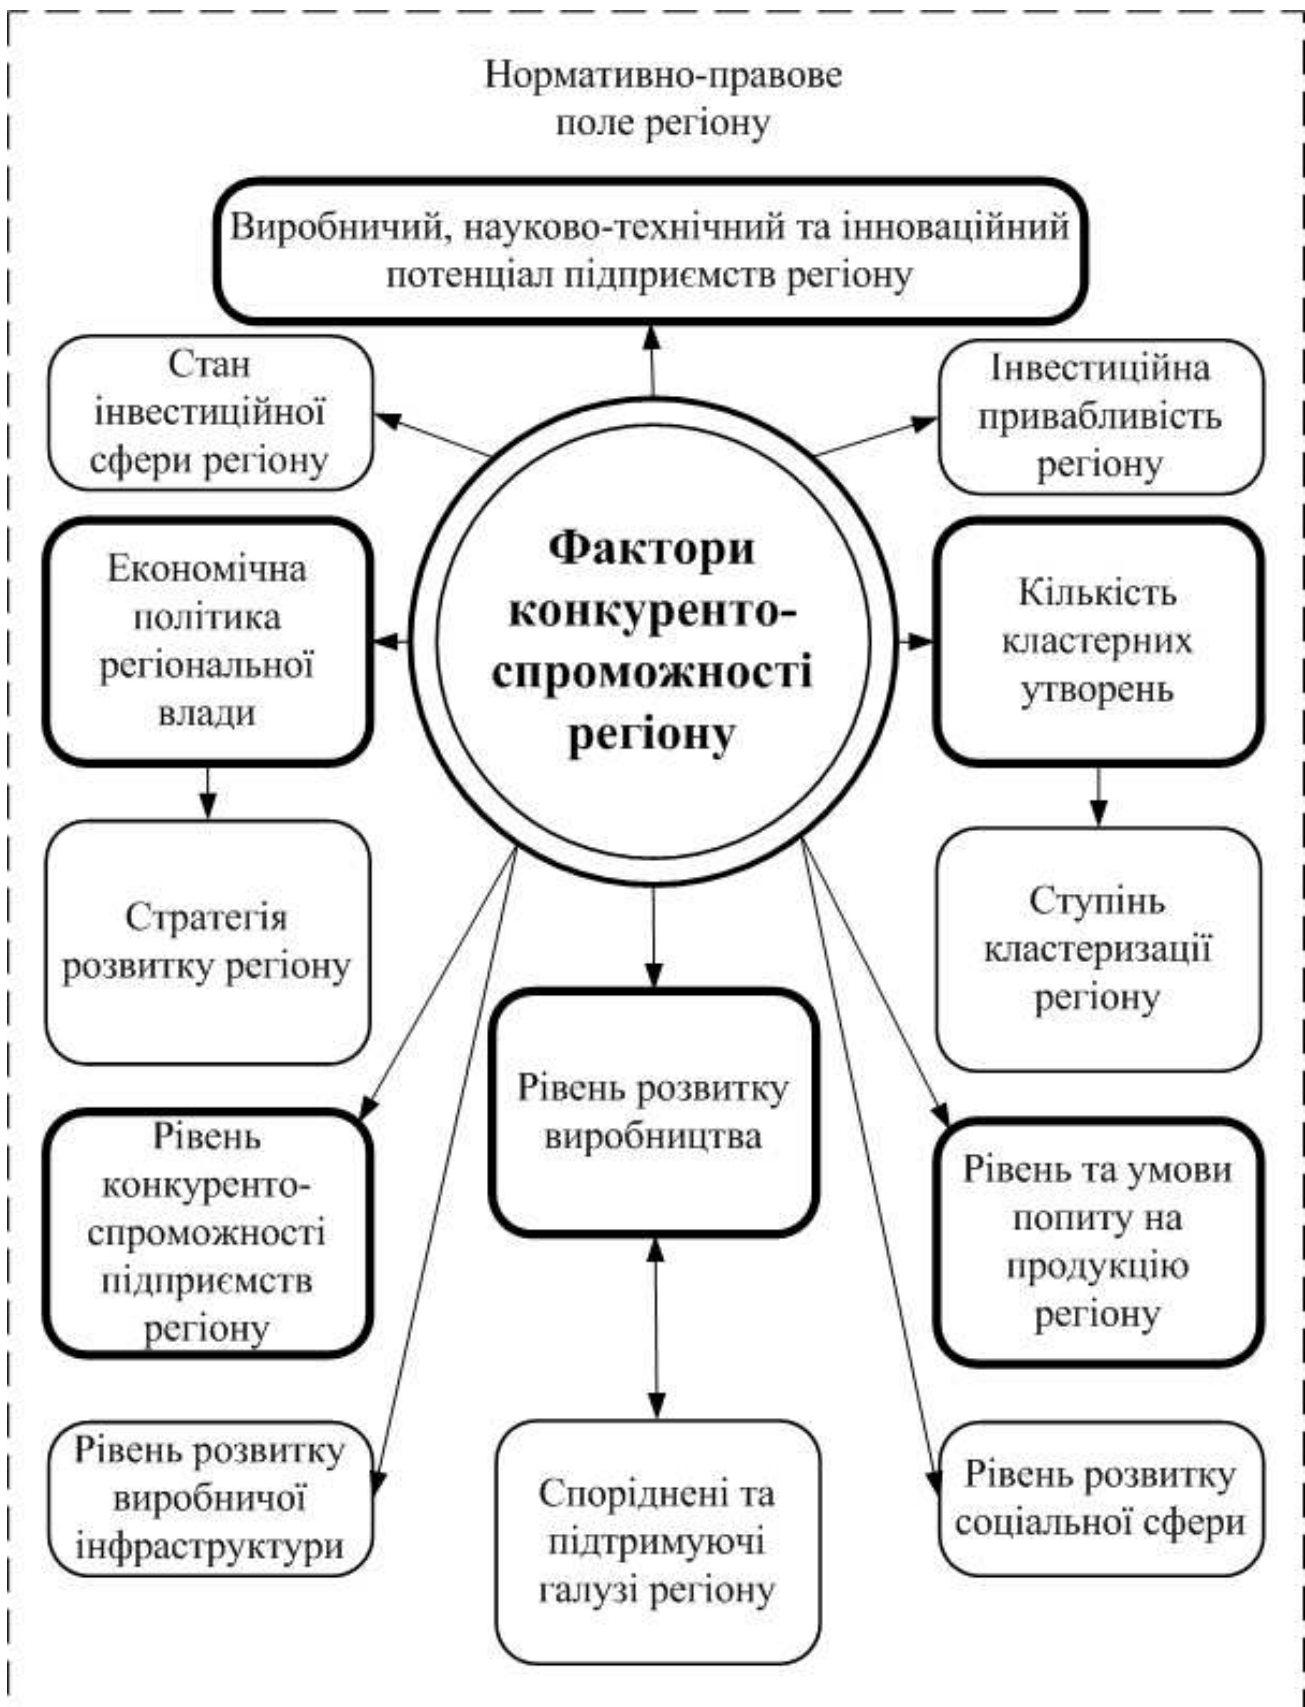 Нормативно-правове
поле регіону
Виробничий, науково-технічний та інноваційний
потенціал підприємств регіону
Стан
інвестиційної
сфери регіону
Інвестиційна
привабливість
регіону
Фактори
конкуренто-
спроможності
регіону
Економічна
політика
регіональної
влади
Кількість
кластерних
утворень
Стратегія
розвитку регіону
Ступінь
кластеризації
регіону
Рівень розвитку
виробництва
Рівень
конкуренто-
спроможності
підприємств
регіону
Рівень та умови
попиту на
продукцію
регіону
Рівень розвитку
виробничої
інфраструктури
Споріднені та
підтримуючі
галузі регіону
Рівень розвитку
соціальної сфери